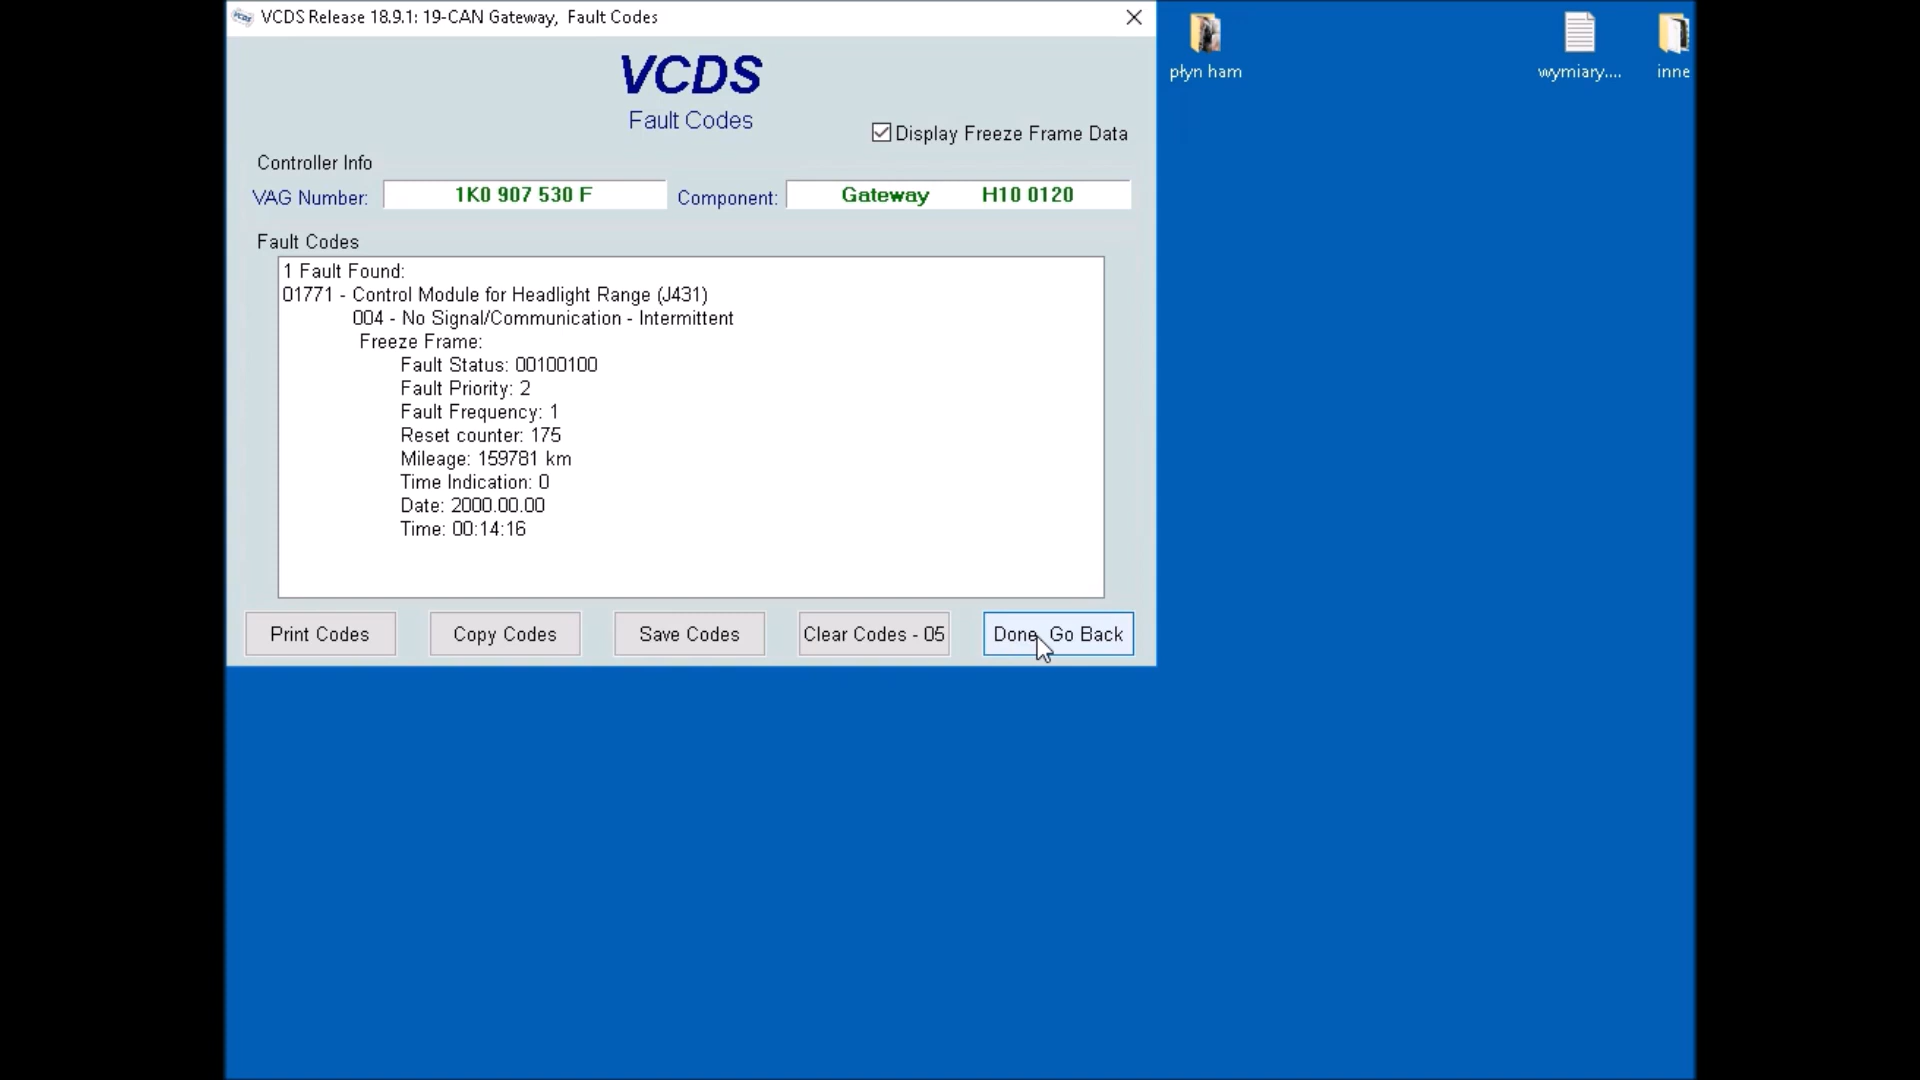 VCDS Release 18.9.1: 19-CAN Gateway, Fault Codes
płyn ham
wymiary....
inne
VCDS
Fault Codes
Display Freeze Frame Data
Controller Info
VAG Number: 1K0 907 530 F Component: Gateway H10 0120
Fault Codes
1 Fault Found:
01771 - Control Module for Headlight Range (J431)
004 - No Signal/Communication - Intermittent
Freeze Frame:
Fault Status: 00100100
Fault Priority: 2
Fault Frequency: 1
Reset counter: 175
Mileage: 159781 km
Time Indication: 0
Date: 2000.00.00
Time: 00:14:16
Print Codes Copy Codes Save Codes Clear Codes - 05 Done, Go Back